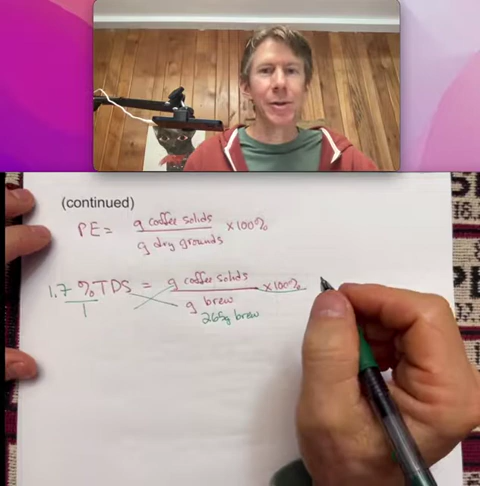 (continued)
PE = g coffee solids × 100%
g dry grounds
1.7 % TDS = g coffee solids × 100%
1 g brew
265g brew